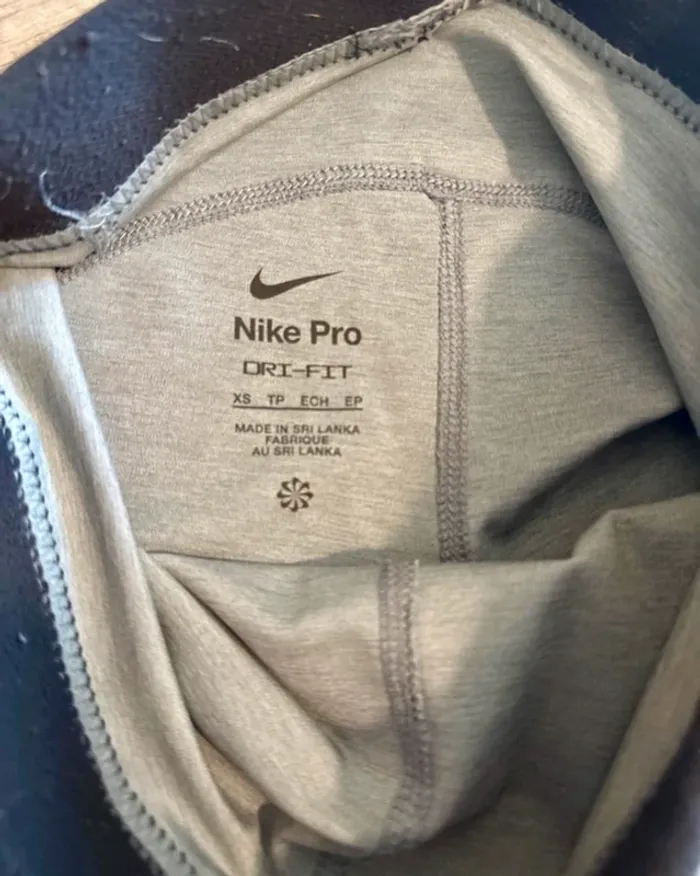 Nike Pro
DRI-FIT
XS TP ECH EP
MADE IN SRI LANKA
FABRIQUE
AU SRI LANKA